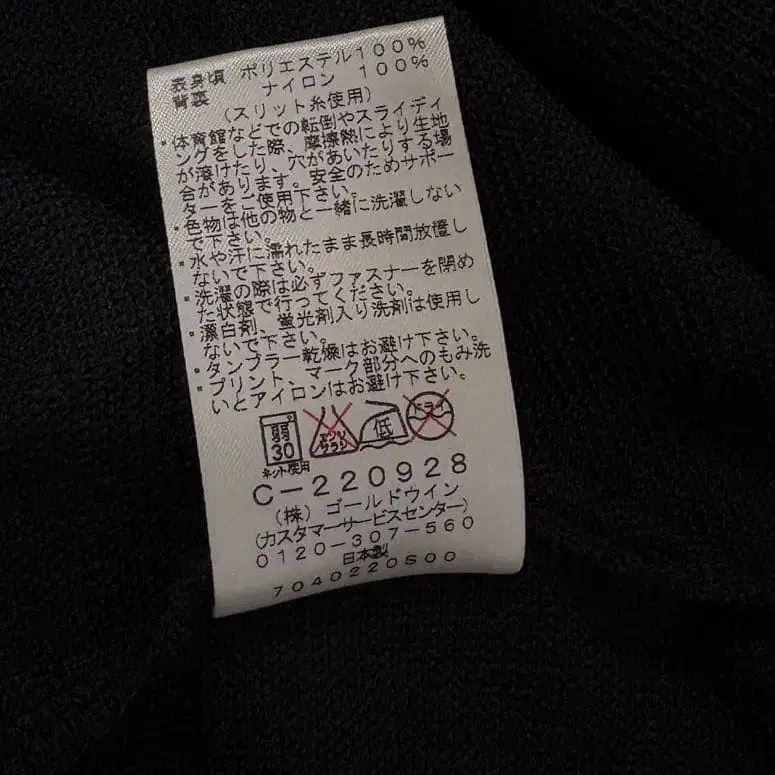 表身頃 ポリエステル100%
背裏 ナイロン 100%
(スリット糸使用)
・体育館などでの転倒やスライディ
ングをした際、摩擦熱により生地
が溶けたり、穴があいたりする場
合があります。安全のためサポー
ターをご使用下さい。
・色物は他の物と一緒に洗濯しない
で下さい。
・水や汗に濡れたまま長時間放置し
ないで下さい。
・洗濯の際は必ずファスナーを閉め
た状態で行ってください。
・漂白剤、蛍光剤入り洗剤は使用し
ないで下さい。
・タンブラー乾燥はお避け下さい。
・プリント、マーク部分へのもみ洗
いとアイロンはお避け下さい。
弱 30 エンソサラシ 低 ドライ
ネット使用
C-220928
(株)ゴールドウイン
(カスタマーサービスセンター)
0120-307-560
日本製
7040220S00